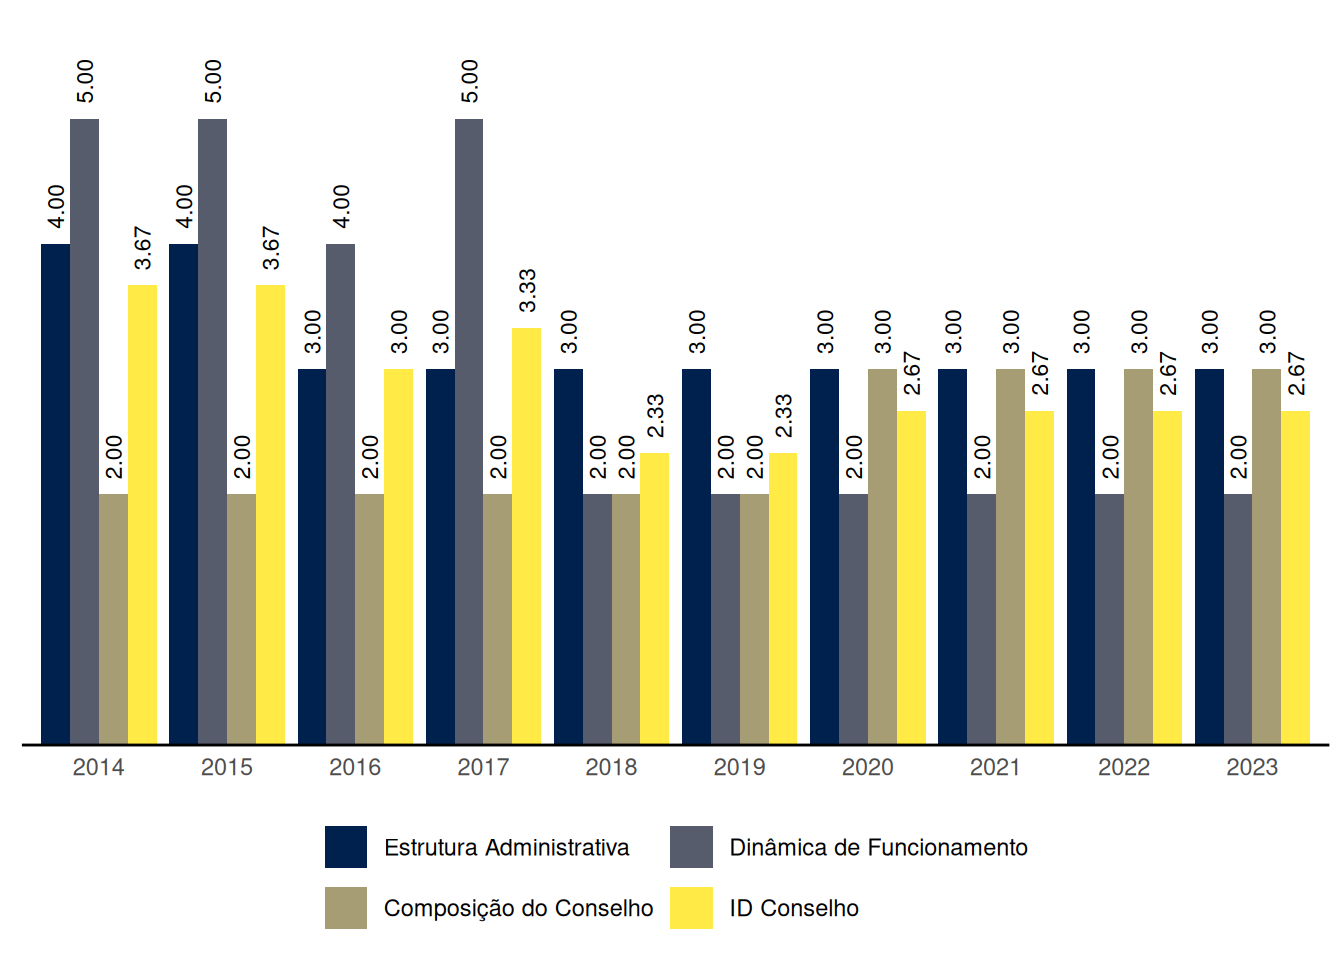 4.00 5.00 2.00 3.67
4.00 5.00 2.00 3.67
3.00 4.00 2.00 3.00
3.00 5.00 2.00 3.33
3.00 2.00 2.00 2.33
3.00 2.00 2.00 2.33
3.00 2.00 3.00 2.67
3.00 2.00 3.00 2.67
3.00 2.00 3.00 2.67
3.00 2.00 3.00 2.67
2014 2015 2016 2017 2018 2019 2020 2021 2022 2023
Estrutura Administrativa Dinâmica de Funcionamento
Composição do Conselho ID Conselho